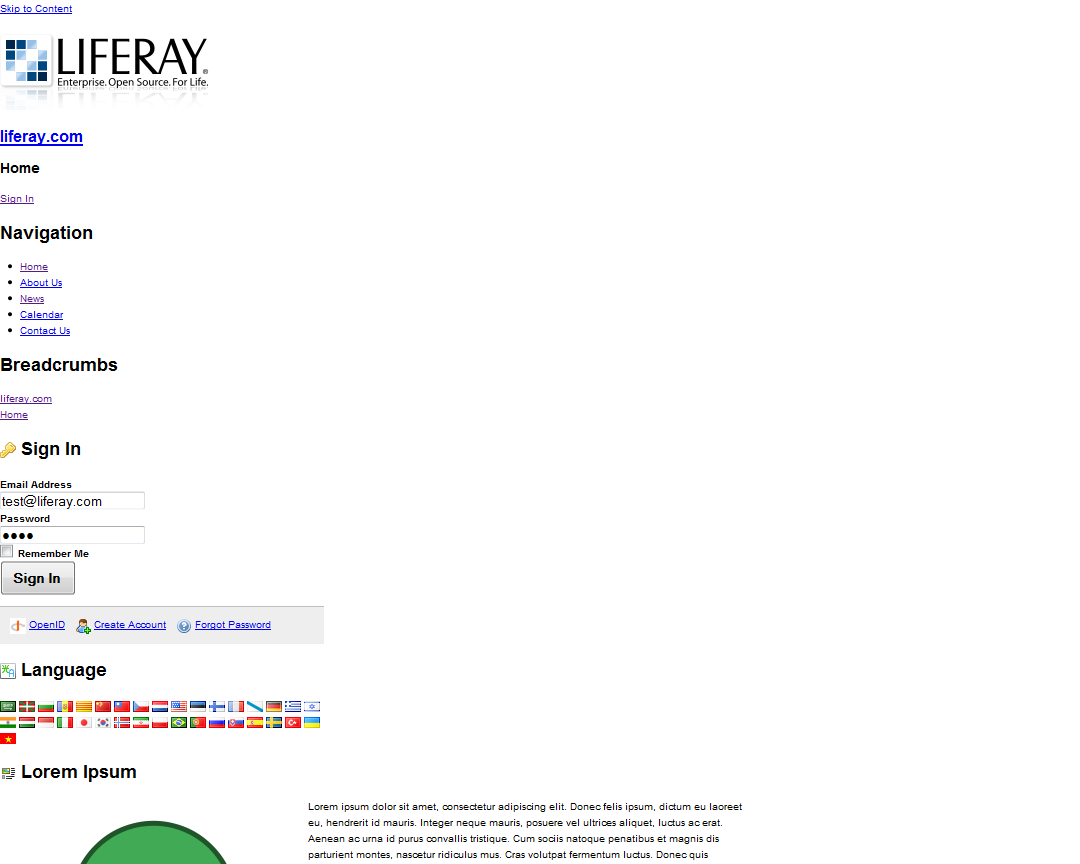 Skip to Content
LIFERAY®
Enterprise. Open Source. For Life.
liferay.com
Home
Sign In
Navigation
Home
About Us
News
Calendar
Contact Us
Breadcrumbs
liferay.com
Home
Sign In
Email Address
test@liferay.com
Password
Remember Me
Sign In
OpenID Create Account Forgot Password
Language
Lorem Ipsum
Lorem ipsum dolor sit amet, consectetur adipiscing elit. Donec felis ipsum, dictum eu laoreet
eu, hendrerit id mauris. Integer neque mauris, posuere vel ultrices aliquet, luctus ac erat.
Aenean ac urna id purus convallis tristique. Cum sociis natoque penatibus et magnis dis
parturient montes, nascetur ridiculus mus. Cras volutpat fermentum luctus. Donec quis